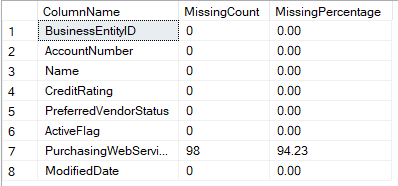 ColumnName MissingCount MissingPercentage
1 BusinessEntityID 0 0.00
2 AccountNumber 0 0.00
3 Name 0 0.00
4 CreditRating 0 0.00
5 PreferredVendorStatus 0 0.00
6 ActiveFlag 0 0.00
7 PurchasingWebServi... 98 94.23
8 ModifiedDate 0 0.00